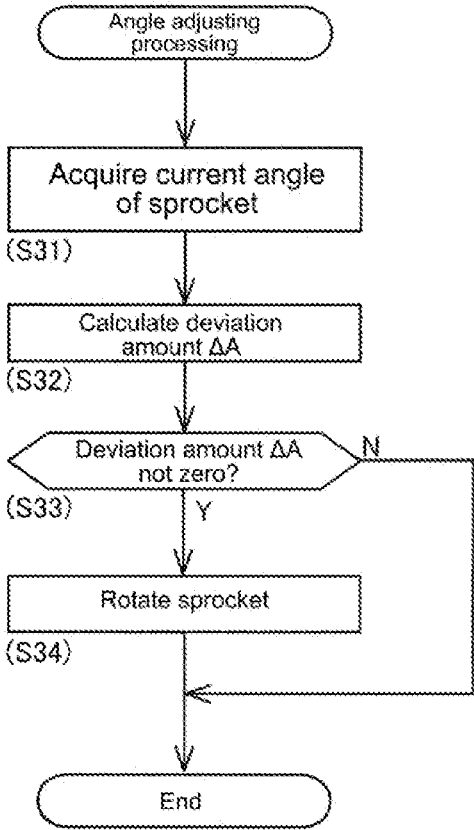 Angle adjusting
processing
Acquire current angle
of sprocket
(S31)
Calculate deviation
amount ΔA
(S32)
Deviation amount ΔA
not zero?
N
(S33)
Y
Rotate sprocket
(S34)
End